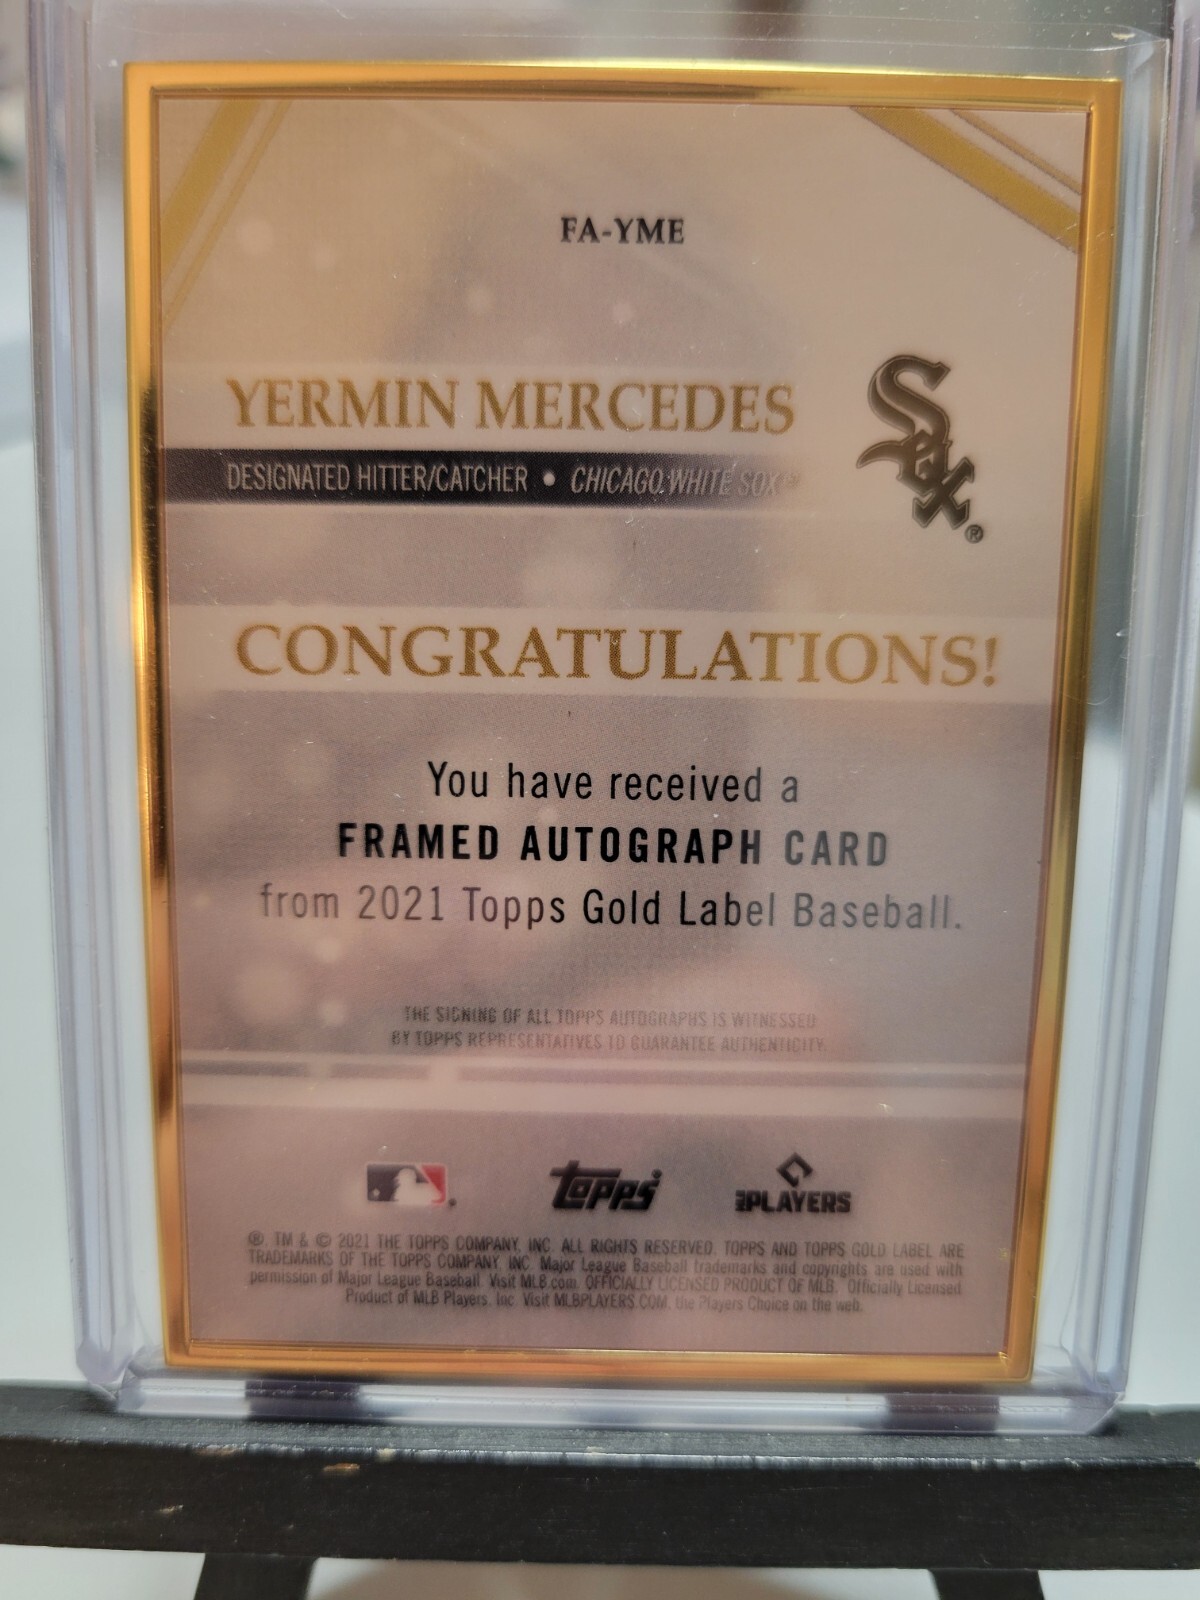 FA-YME
YERMIN MERCEDES
DESIGNATED HITTER/CATCHER • CHICAGO WHITE SOX™
Sox®
CONGRATULATIONS!
You have received a
FRAMED AUTOGRAPH CARD
from 2021 Topps Gold Label Baseball.
THE SIGNING OF ALL TOPPS AUTOGRAPHS IS WITNESSED
BY TOPPS REPRESENTATIVES TO GUARANTEE AUTHENTICITY.
topps MLB PLAYERS
®, TM & © 2021 THE TOPPS COMPANY, INC. ALL RIGHTS RESERVED. TOPPS AND TOPPS GOLD LABEL ARE
TRADEMARKS OF THE TOPPS COMPANY, INC. Major League Baseball trademarks and copyrights are used with
permission of Major League Baseball. Visit MLB.com. OFFICIALLY LICENSED PRODUCT OF MLB. Officially Licensed
Product of MLB Players, Inc. Visit MLBPLAYERS.COM, the Players Choice on the web.